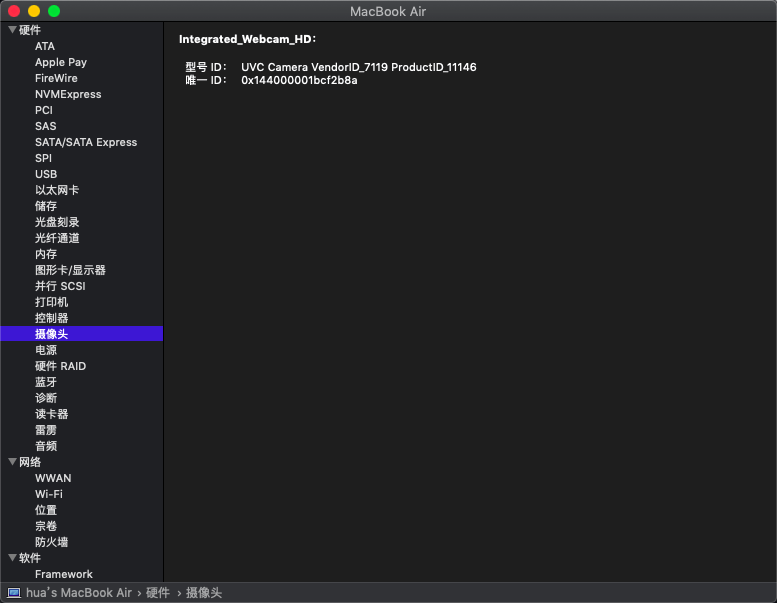 MacBook Air
硬件
ATA
Apple Pay
FireWire
NVMExpress
PCI
SAS
SATA/SATA Express
SPI
USB
以太网卡
储存
光盘刻录
光纤通道
内存
图形卡/显示器
并行 SCSI
打印机
控制器
摄像头
电源
硬件 RAID
蓝牙
诊断
读卡器
雷雳
音频
网络
WWAN
Wi-Fi
位置
宗卷
防火墙
软件
Framework
Integrated_Webcam_HD:
型号 ID: UVC Camera VendorID_7119 ProductID_11146
唯一 ID: 0x144000001bcf2b8a
hua's MacBook Air › 硬件 › 摄像头